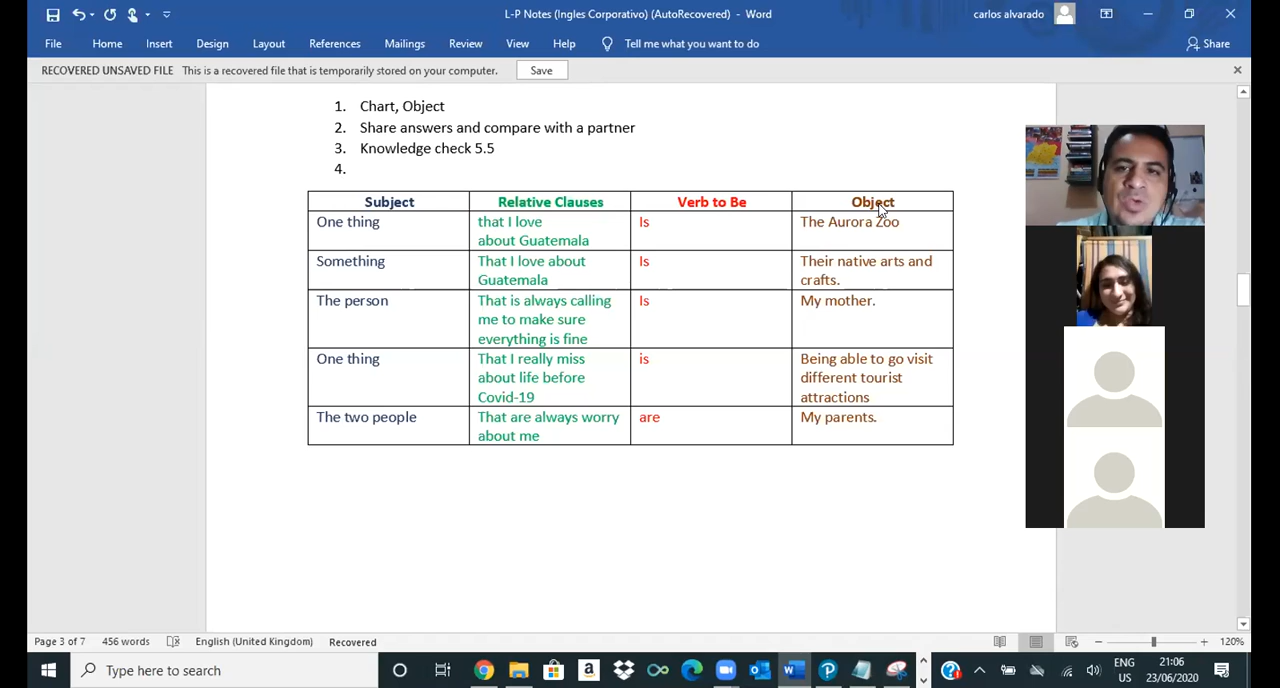 L-P Notes (Ingles Corporativo) (AutoRecovered) - Word
carlos alvarado
File Home Insert Design Layout References Mailings Review View Help Tell me what you want to do Share
RECOVERED UNSAVED FILE This is a recovered file that is temporarily stored on your computer. Save
1. Chart, Object
2. Share answers and compare with a partner
3. Knowledge check 5.5
4.
Subject Relative Clauses Verb to Be Object
One thing that I love Is The Aurora Zoo
about Guatemala
Something That I love about Is Their native arts and
Guatemala crafts.
The person That is always calling Is My mother.
me to make sure
everything is fine
One thing That I really miss is Being able to go visit
about life before different tourist
Covid-19 attractions
The two people That are always worry are My parents.
about me
Page 3 of 7 456 words English (United Kingdom) Recovered 120%
Type here to search
ENG 21:06
US 23/06/2020